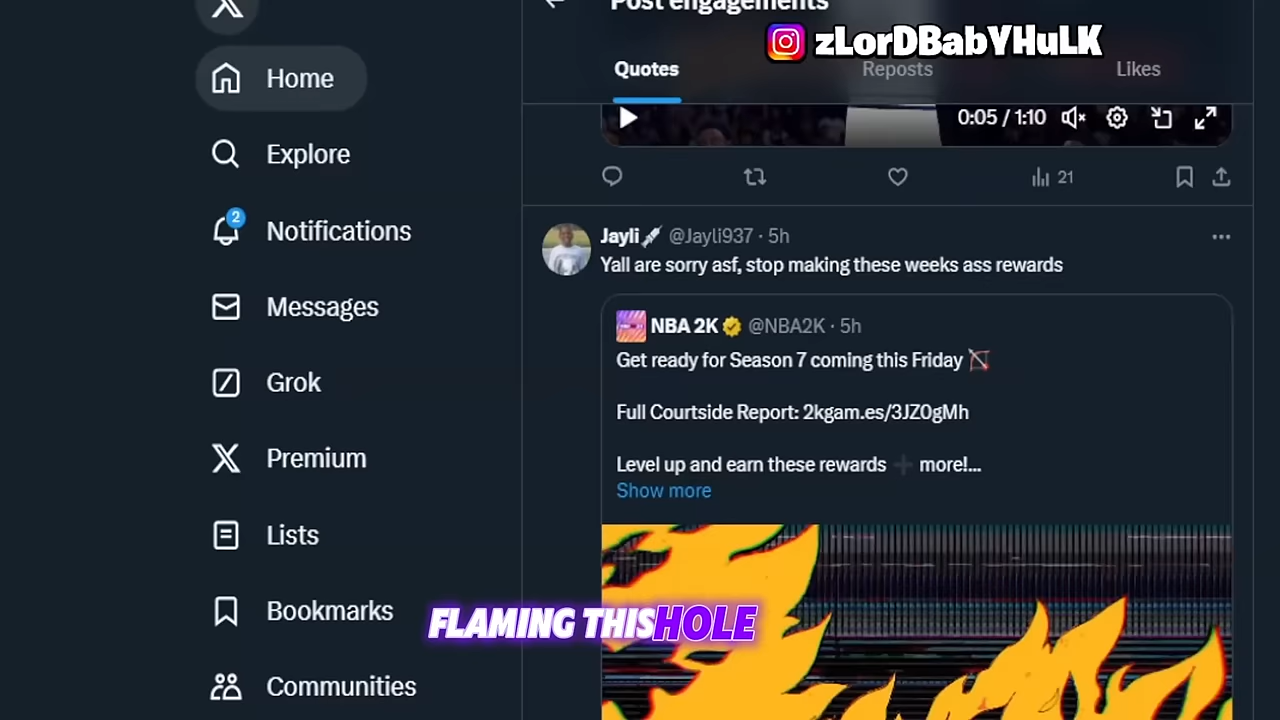 Post engagements
zLorDBabYHuLK
Quotes
Reposts
Likes
Home
Explore
2
Notifications
Messages
Grok
Premium
Lists
Bookmarks
Communities
0:05 / 1:10
21
Jayli @Jayli937 · 5h
Yall are sorry asf, stop making these weeks ass rewards
NBA 2K @NBA2K · 5h
Get ready for Season 7 coming this Friday
Full Courtside Report: 2kgam.es/3JZ0gMh
Level up and earn these rewards ➕ more!...
Show more
FLAMING THIS HOLE